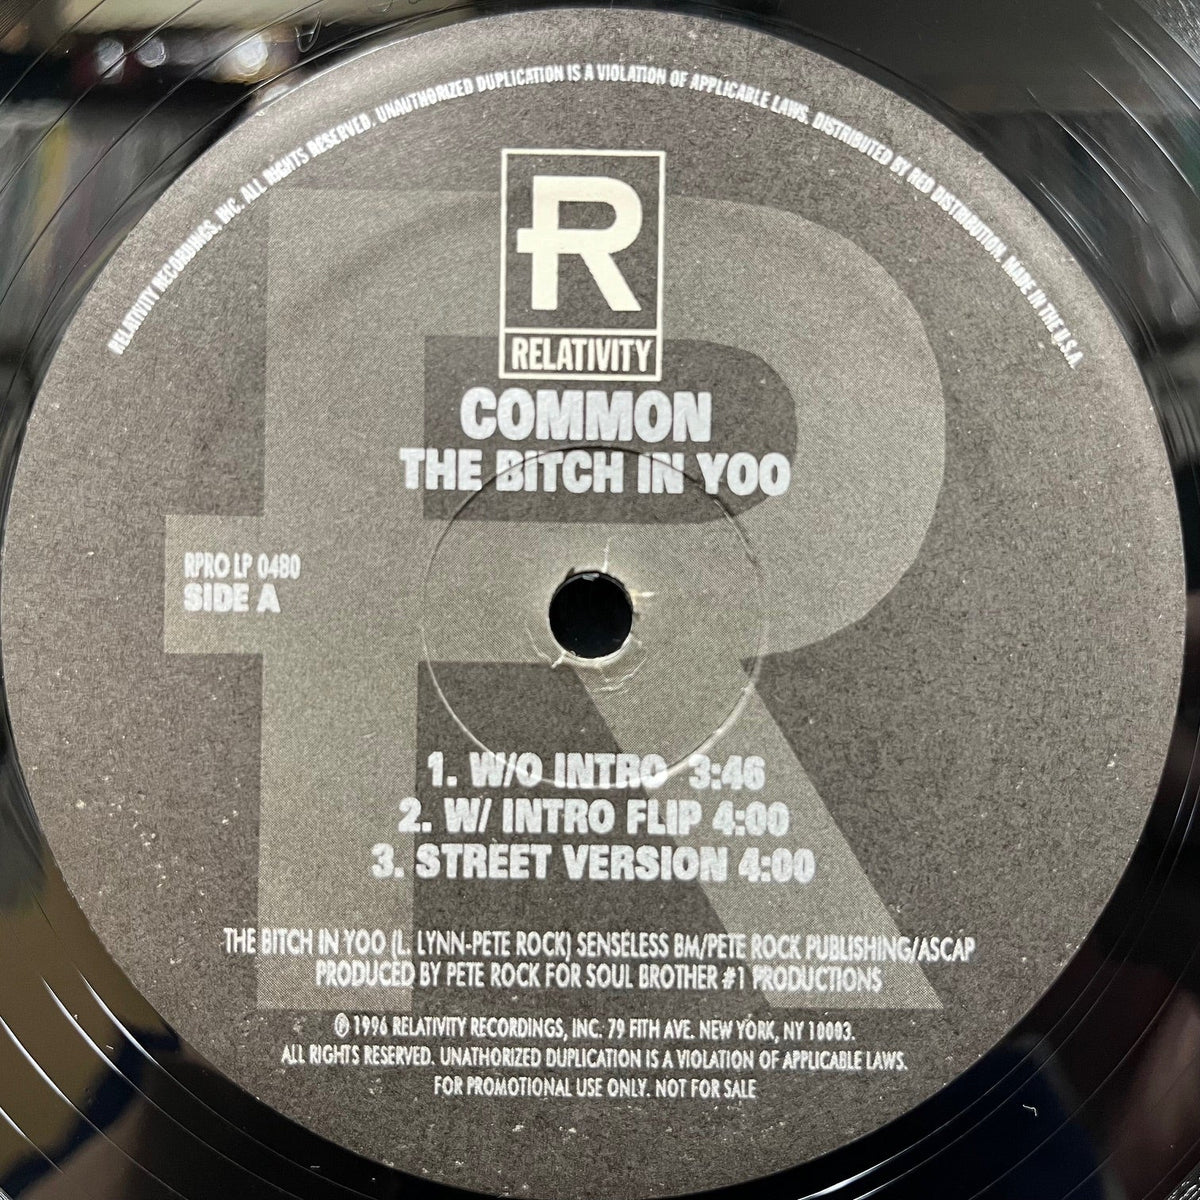 RELATIVITY RECORDINGS, INC. ALL RIGHTS RESERVED. UNAUTHORIZED DUPLICATION IS A VIOLATION OF APPLICABLE LAWS. DISTRIBUTED BY RED DISTRIBUTION. MADE IN THE U.S.A.
R
RELATIVITY
COMMON
THE BITCH IN YOO
RPRO LP 0480
SIDE A
1. W/O INTRO 3:46
2. W/ INTRO FLIP 4:00
3. STREET VERSION 4:00
THE BITCH IN YOO (L. LYNN-PETE ROCK) SENSELESS BM/PETE ROCK PUBLISHING/ASCAP
PRODUCED BY PETE ROCK FOR SOUL BROTHER #1 PRODUCTIONS
℗ 1996 RELATIVITY RECORDINGS, INC. 79 FITH AVE. NEW YORK, NY 10003.
ALL RIGHTS RESERVED. UNATHORIZED DUPLICATION IS A VIOLATION OF APPLICABLE LAWS.
FOR PROMOTIONAL USE ONLY. NOT FOR SALE